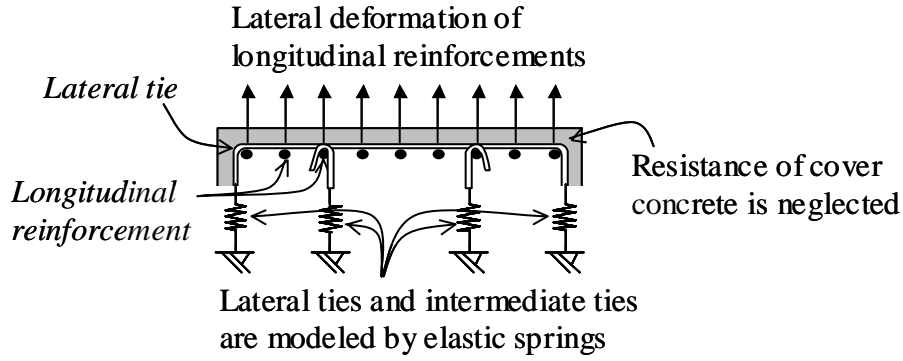 Lateral deformation of
longitudinal reinforcements
Lateral tie
Longitudinal
reinforcement
Resistance of cover
concrete is neglected
Lateral ties and intermediate ties
are modeled by elastic springs